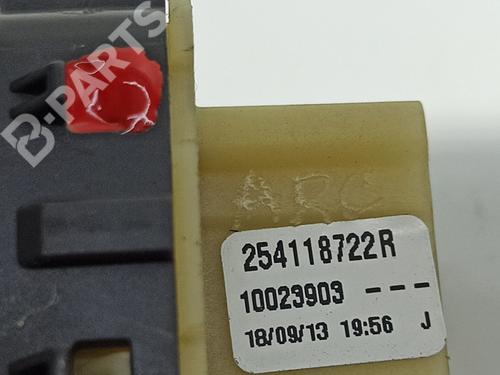 B-PARTS
ARC
254118722R
10023903 ---
18/09/13 19:56 J